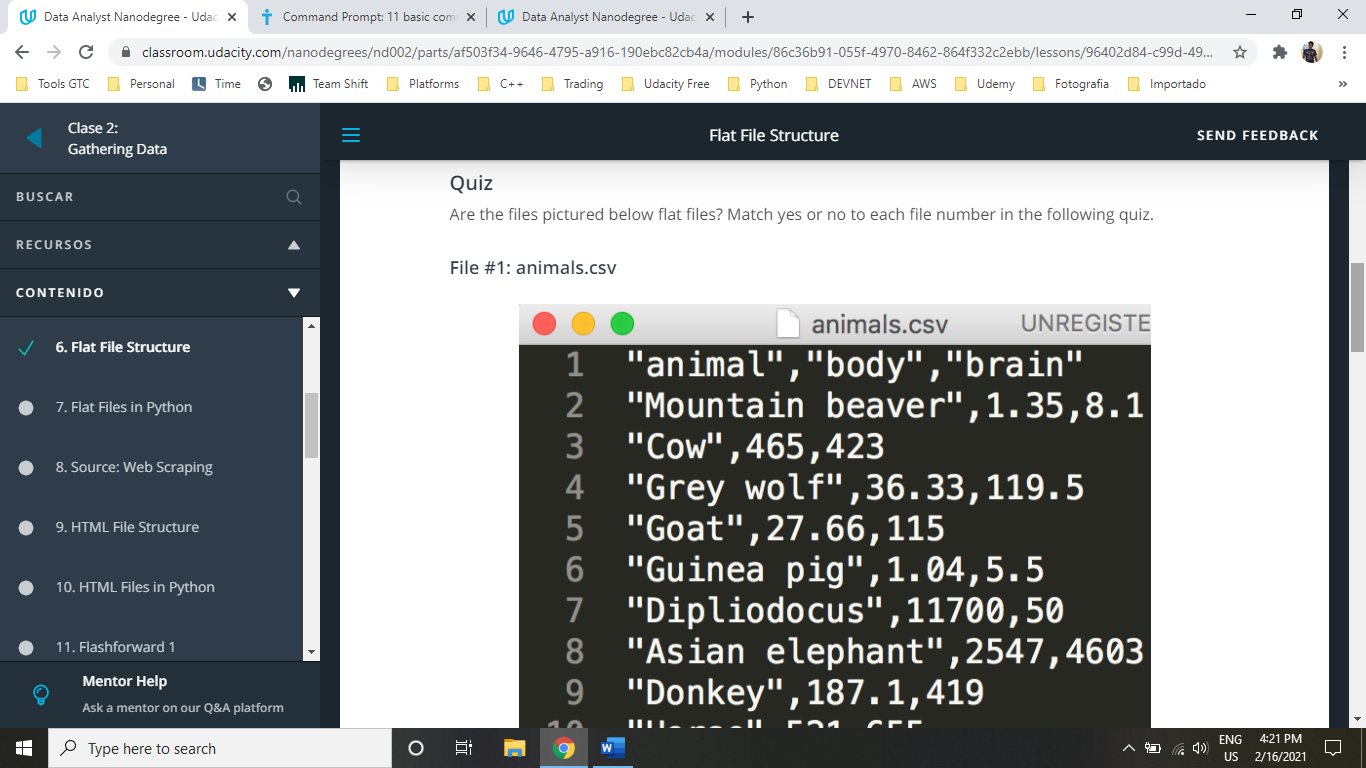 Data Analyst Nanodegree - Udac
Command Prompt: 11 basic com
Data Analyst Nanodegree - Udac
classroom.udacity.com/nanodegrees/nd002/parts/af503f34-9646-4795-a916-190ebc82cb4a/modules/86c36b91-055f-4970-8462-864f332c2ebb/lessons/96402d84-c99d-49...
Tools GTC
Personal
Time
Team Shift
Platforms
C++
Trading
Udacity Free
Python
DEVNET
AWS
Udemy
Fotografia
Importado
Clase 2:
Gathering Data
BUSCAR
RECURSOS
CONTENIDO
6. Flat File Structure
7. Flat Files in Python
8. Source: Web Scraping
9. HTML File Structure
10. HTML Files in Python
11. Flashforward 1
Mentor Help
Ask a mentor on our Q&A platform
Flat File Structure
SEND FEEDBACK
Quiz
Are the files pictured below flat files? Match yes or no to each file number in the following quiz.
File #1: animals.csv
animals.csv
UNREGISTE
1 "animal","body","brain"
2 "Mountain beaver",1.35,8.1
3 "Cow",465,423
4 "Grey wolf",36.33,119.5
5 "Goat",27.66,115
6 "Guinea pig",1.04,5.5
7 "Dipliodocus",11700,50
8 "Asian elephant",2547,4603
9 "Donkey",187.1,419
Type here to search
W
ENG
US
4:21 PM
2/16/2021